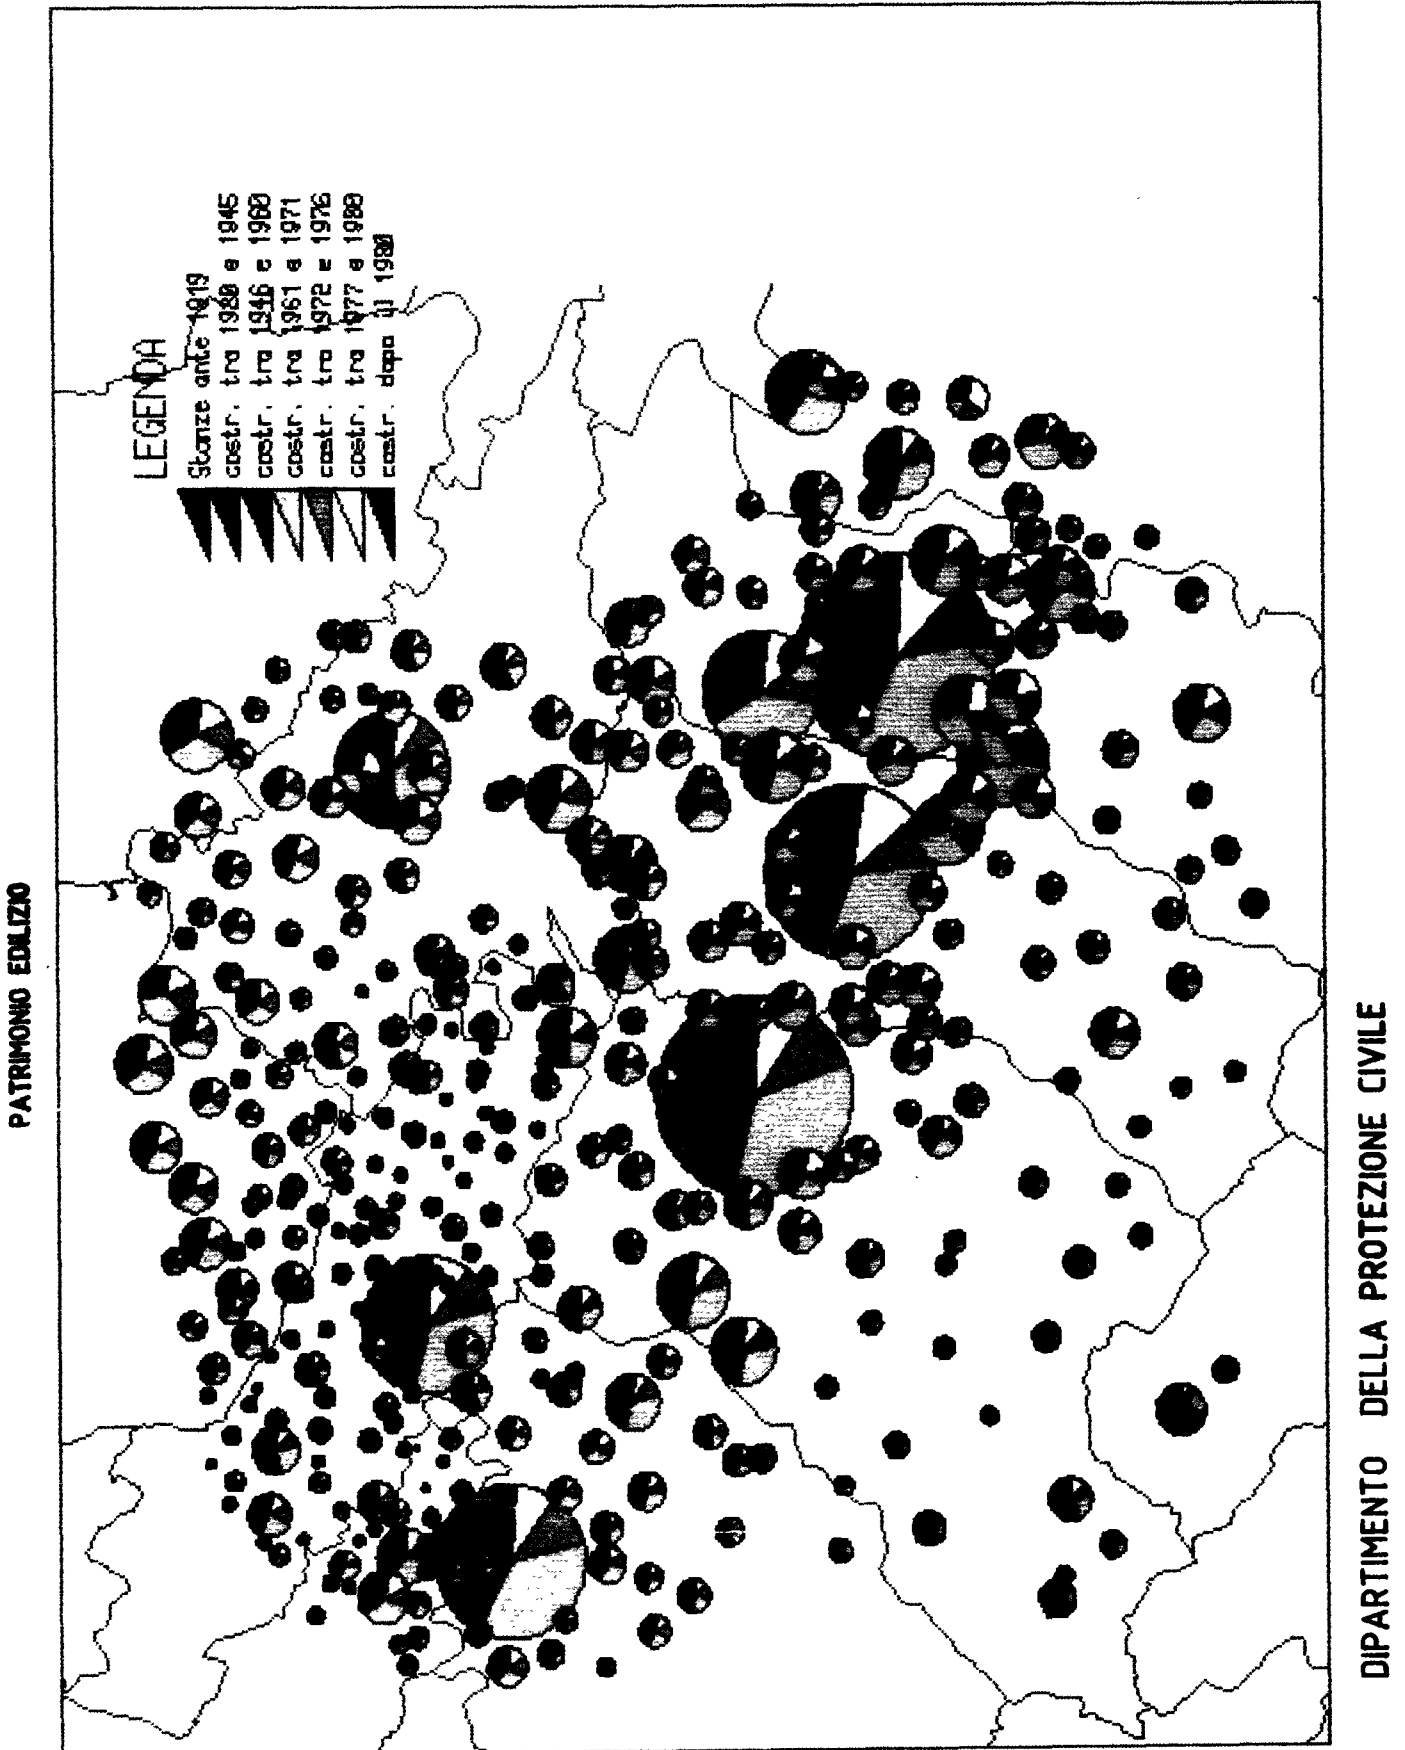 PATRIMONIO EDILIZIO
LEGENDA
Stanze ante 1919
costr. tra 1920 e 1945
costr. tra 1946 e 1960
costr. tra 1961 e 1971
costr. tra 1972 e 1976
costr. tra 1977 e 1980
costr. dopo il 1980
DIPARTIMENTO DELLA PROTEZIONE CIVILE